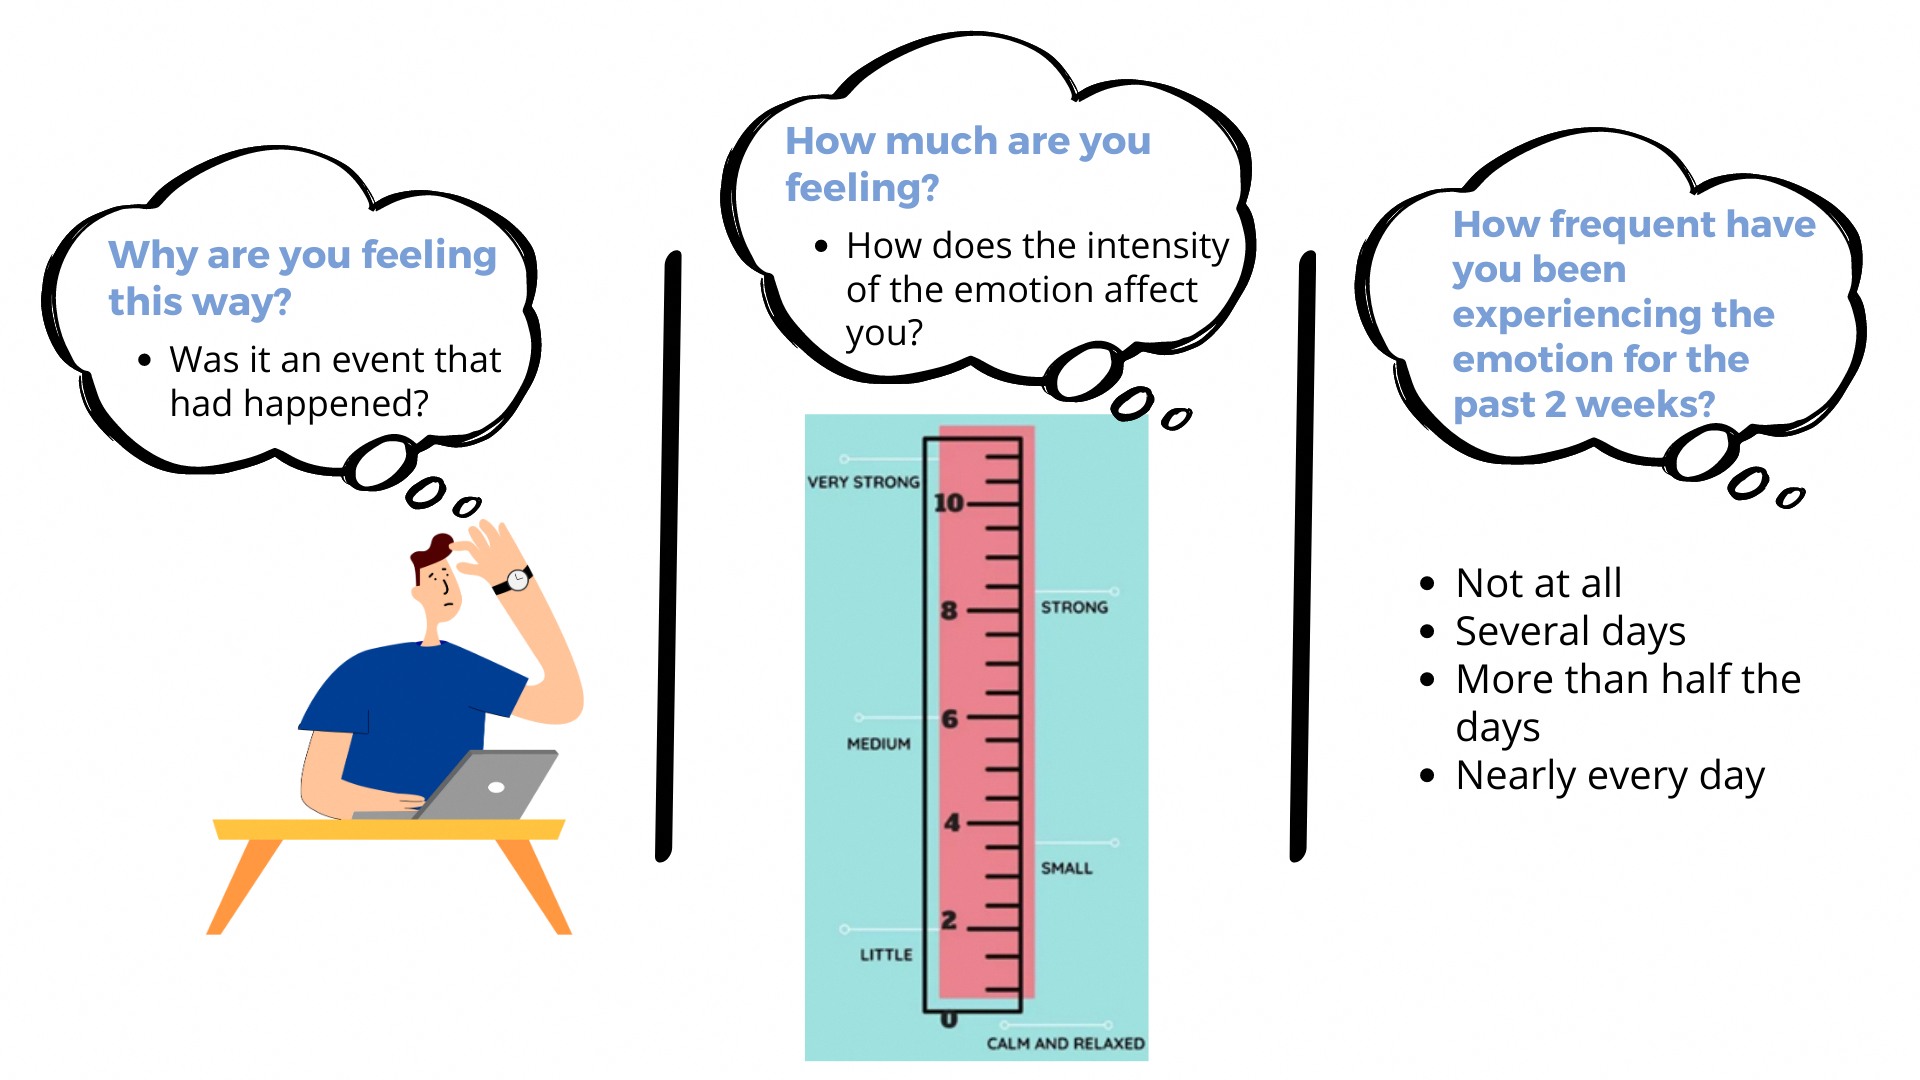 Why are you feeling
this way?
• Was it an event that
had happened?
How much are you
feeling?
• How does the intensity
of the emotion affect
you?
VERY STRONG
10
8
STRONG
6
MEDIUM
4
SMALL
2
LITTLE
0
CALM AND RELAXED
How frequent have
you been
experiencing the
emotion for the
past 2 weeks?
• Not at all
• Several days
• More than half the
days
• Nearly every day